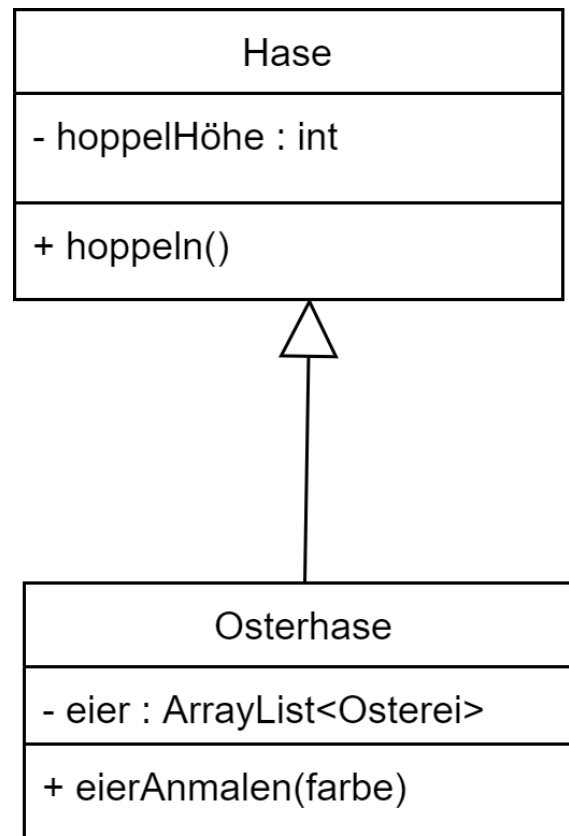 Hase
- hoppelHöhe : int
+ hoppeln()
Osterhase
- eier : ArrayList<Osterei>
+ eierAnmalen(farbe)